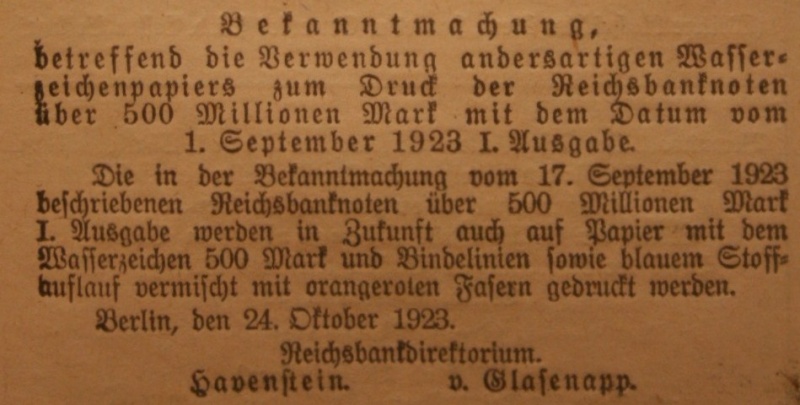 Bekanntmachung,
betreffend die Verwendung andersartigen Wasser-
zeichenpapiers zum Druck der Reichsbanknoten
über 500 Millionen Mark mit dem Datum vom
1. September 1923 I. Ausgabe.
Die in der Bekanntmachung vom 17. September 1923
beschriebenen Reichsbanknoten über 500 Millionen Mark
I. Ausgabe werden in Zukunft auch auf Papier mit dem
Wasserzeichen 500 Mark und Bindelinien sowie blauem Stoff-
auflauf vermischt mit orangeroten Fasern gedruckt werden.
Berlin, den 24. Oktober 1923.
Reichsbankdirektorium.
Havenstein. v. Glasenapp.